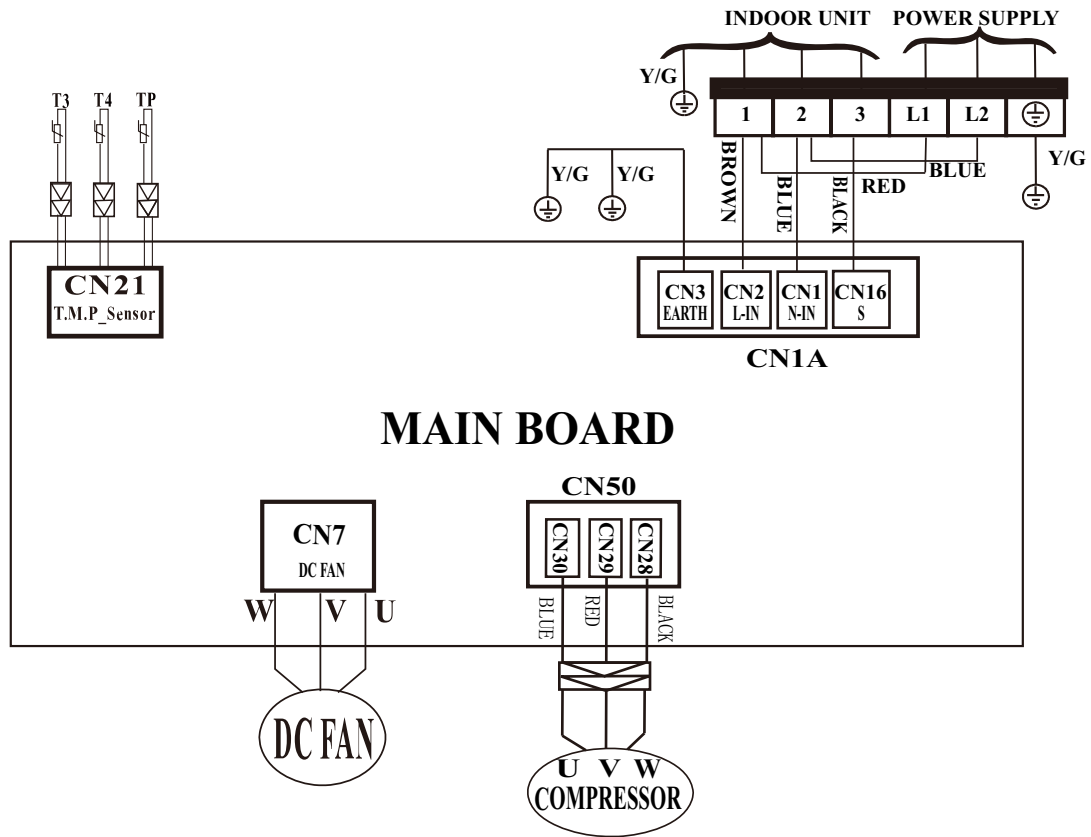 INDOOR UNIT POWER SUPPLY
Y/G
T3 T4 TP
1 2 3 L1 L2
Y/G Y/G
BROWN
BLUE
BLACK
RED
BLUE
Y/G
CN21
T.M.P_Sensor
CN3
EARTH
CN2
L-IN
CN1
N-IN
CN16
S
CN1A
MAIN BOARD
CN7
DC FAN
W V U
DC FAN
CN50
CN30
CN29
CN28
BLUE
RED
BLACK
U V W
COMPRESSOR